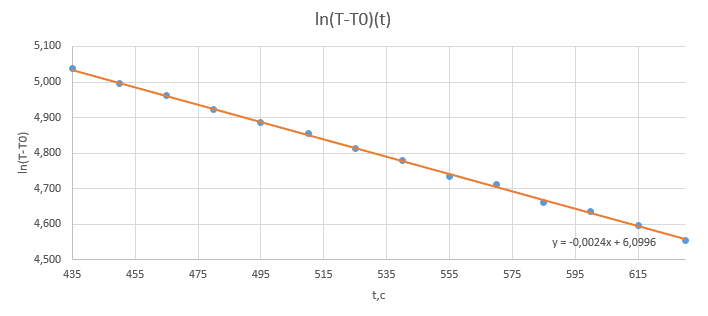 ln(T-T0)(t)
5,100
5,000
4,900
4,800
4,700
4,600
4,500
ln(T-T0)
y = -0,0024x + 6,0996
435 455 475 495 515 535 555 575 595 615
t,c